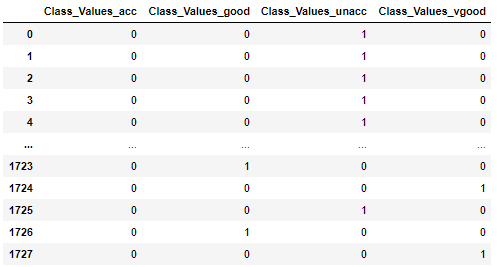 Class_Values_acc Class_Values_good Class_Values_unacc Class_Values_vgood
0 0 0 1 0
1 0 0 1 0
2 0 0 1 0
3 0 0 1 0
4 0 0 1 0
... ... ... ... ...
1723 0 1 0 0
1724 0 0 0 1
1725 0 0 1 0
1726 0 1 0 0
1727 0 0 0 1